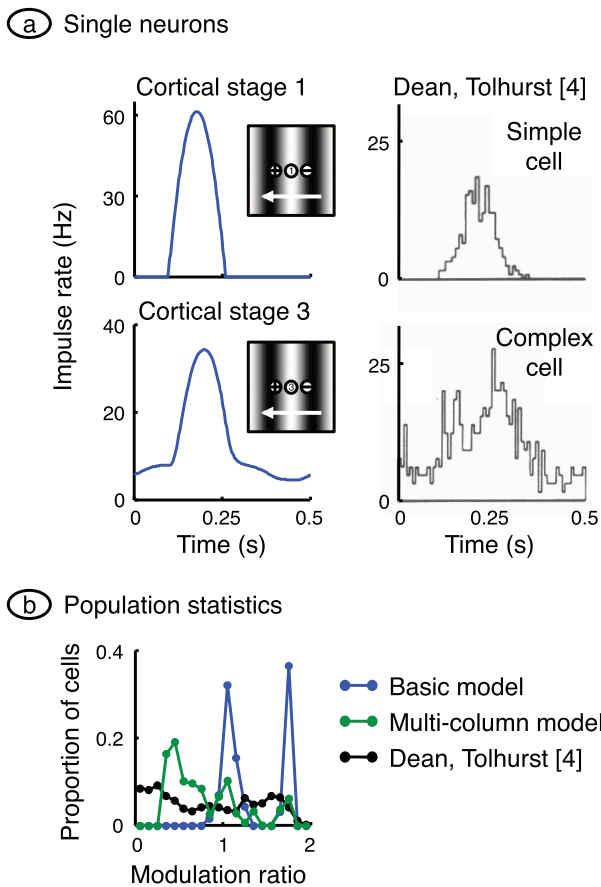 a Single neurons
Cortical stage 1
Dean, Tolhurst [4]
60
30
0
1
25
0
Simple
cell
Impulse rate (Hz)
Cortical stage 3
40
20
0
3
25
0
Complex
cell
0 0.25 0.5
0 0.25 0.5
Time (s)
Time (s)
b Population statistics
Proportion of cells
0.4
0.2
0
0 1 2
Modulation ratio
Basic model
Multi-column model
Dean, Tolhurst [4]